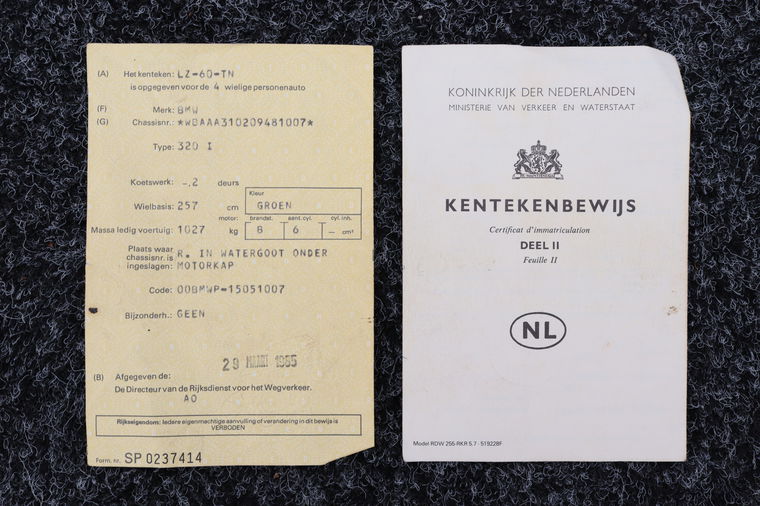 (A) Het kenteken: LZ-60-TN
is opgegeven voor de 4 wielige personenauto
(F) Merk: BMW
(G) Chassisnr.: *WBAAA310209481007*
Type: 320 I
Koetswerk: -.2 deurs
Kleur
Wielbasis: 257 cm GROEN
motor: brandst. aant. cyl. cyl. inh.
Massa ledig voertuig: 1027 kg B 6 — cm³
Plaats waar R. IN WATERGOOT ONDER
chassisnr. is
ingeslagen: MOTORKAP
Code: 00BMWP-15051007
Bijzonderh.: GEEN
29 MAART 1985
(B) Afgegeven de:
De Directeur van de Rijksdienst voor het Wegverkeer.
AO
Rijkseigendom: Iedere eigenmachtige aanvulling of verandering in dit bewijs is
VERBODEN
Form. nr. SP 0237414
KONINKRIJK DER NEDERLANDEN
MINISTERIE VAN VERKEER EN WATERSTAAT
KENTEKENBEWIJS
Certificat d'immatriculation
DEEL II
Feuille II
NL
Model RDW 255-RKR 5.7 - 519228F